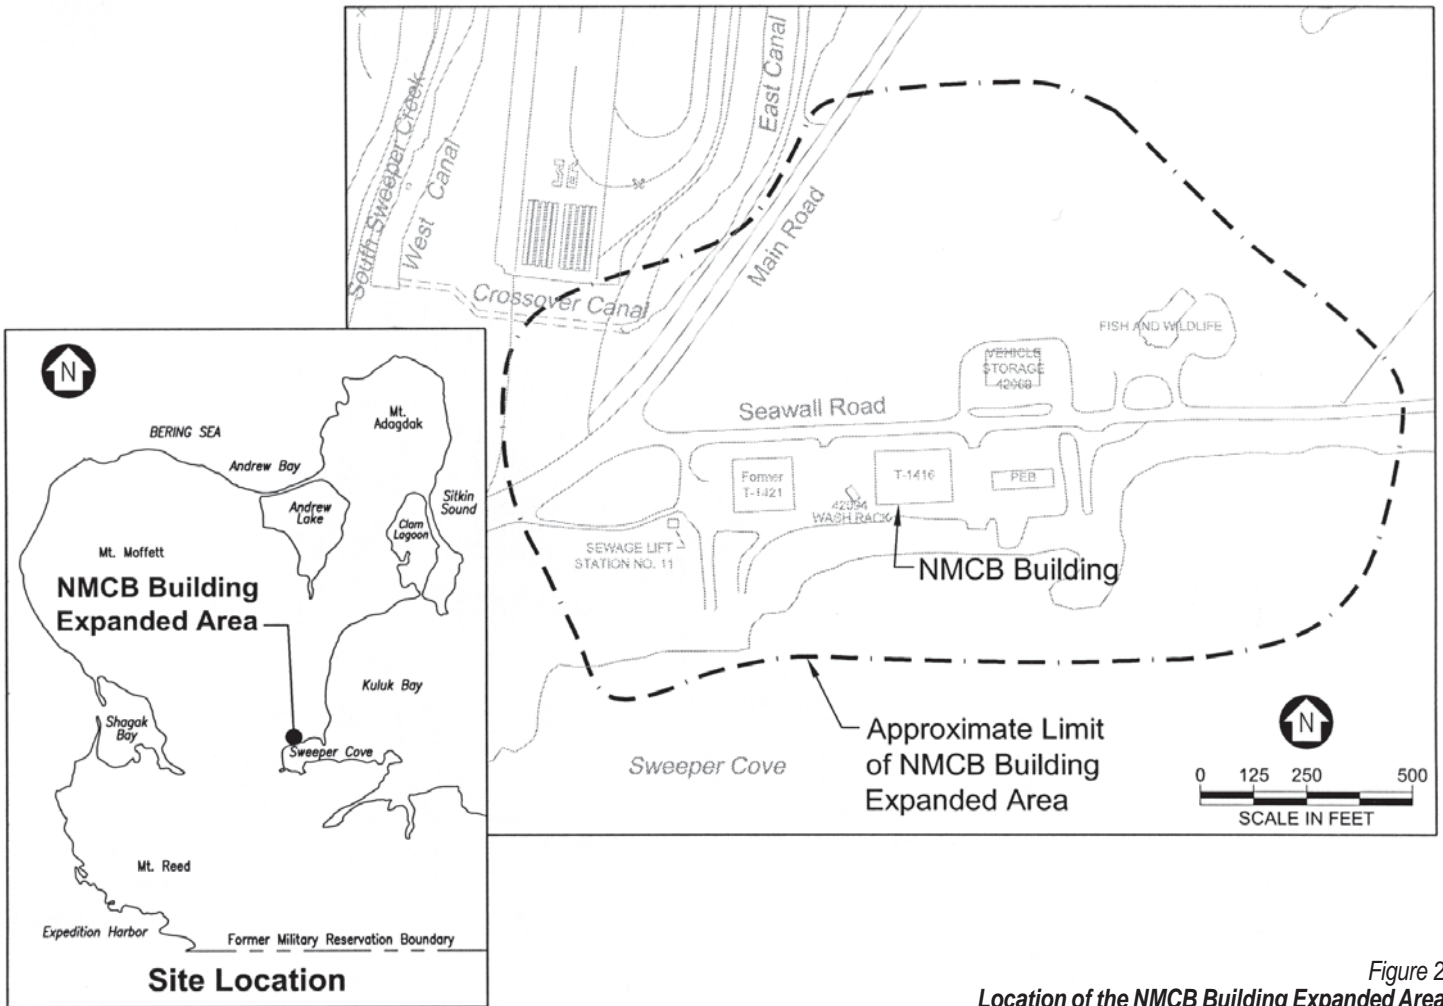 South Sweeper Creek
West Canal
East Canal
Main Road
Crossover Canal
FISH AND WILDLIFE
VEHICLE
STORAGE
42068
Seawall Road
Former
T-1421
T-1416
PEB
42094
WASH RACK
SEWAGE LIFT
STATION NO. 11
NMCB Building
Approximate Limit
of NMCB Building
Expanded Area
Sweeper Cove
N
0 125 250 500
SCALE IN FEET
N
BERING SEA
Mt.
Adagdak
Andrew Bay
Andrew
Lake
Clam
Lagoon
Sitkin
Sound
Mt. Moffett
NMCB Building
Expanded Area
Kuluk Bay
Shagak
Bay
Sweeper Cove
Mt. Reed
Expedition Harbor
Former Military Reservation Boundary
Site Location
Figure 2
Location of the NMCB Building Expanded Area